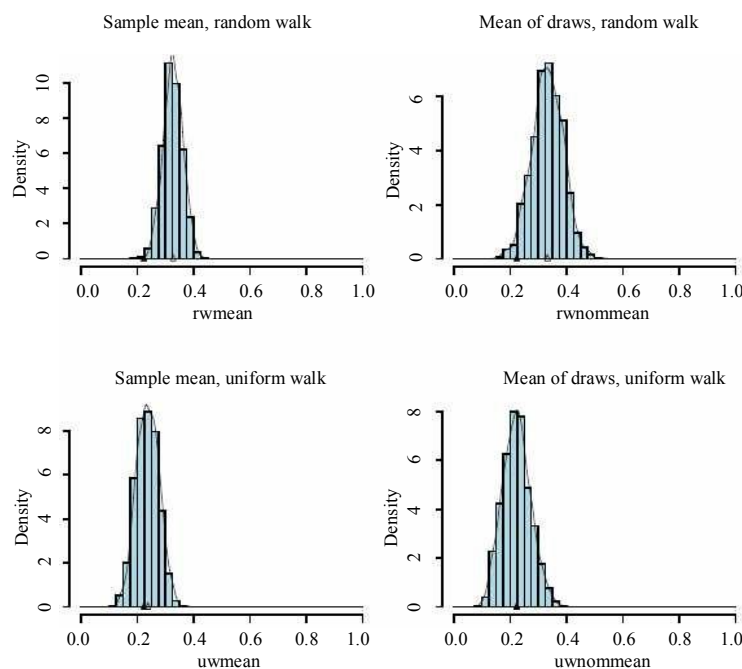 Sample mean, random walk
Density
10
8
6
4
2
0
0.0 0.2 0.4 0.6 0.8 1.0
rwmean
Mean of draws, random walk
Density
6
4
2
0
0.0 0.2 0.4 0.6 0.8 1.0
rwnommean
Sample mean, uniform walk
Density
8
6
4
2
0
0.0 0.2 0.4 0.6 0.8 1.0
uwmean
Mean of draws, uniform walk
Density
8
6
4
2
0
0.0 0.2 0.4 0.6 0.8 1.0
uwnommean